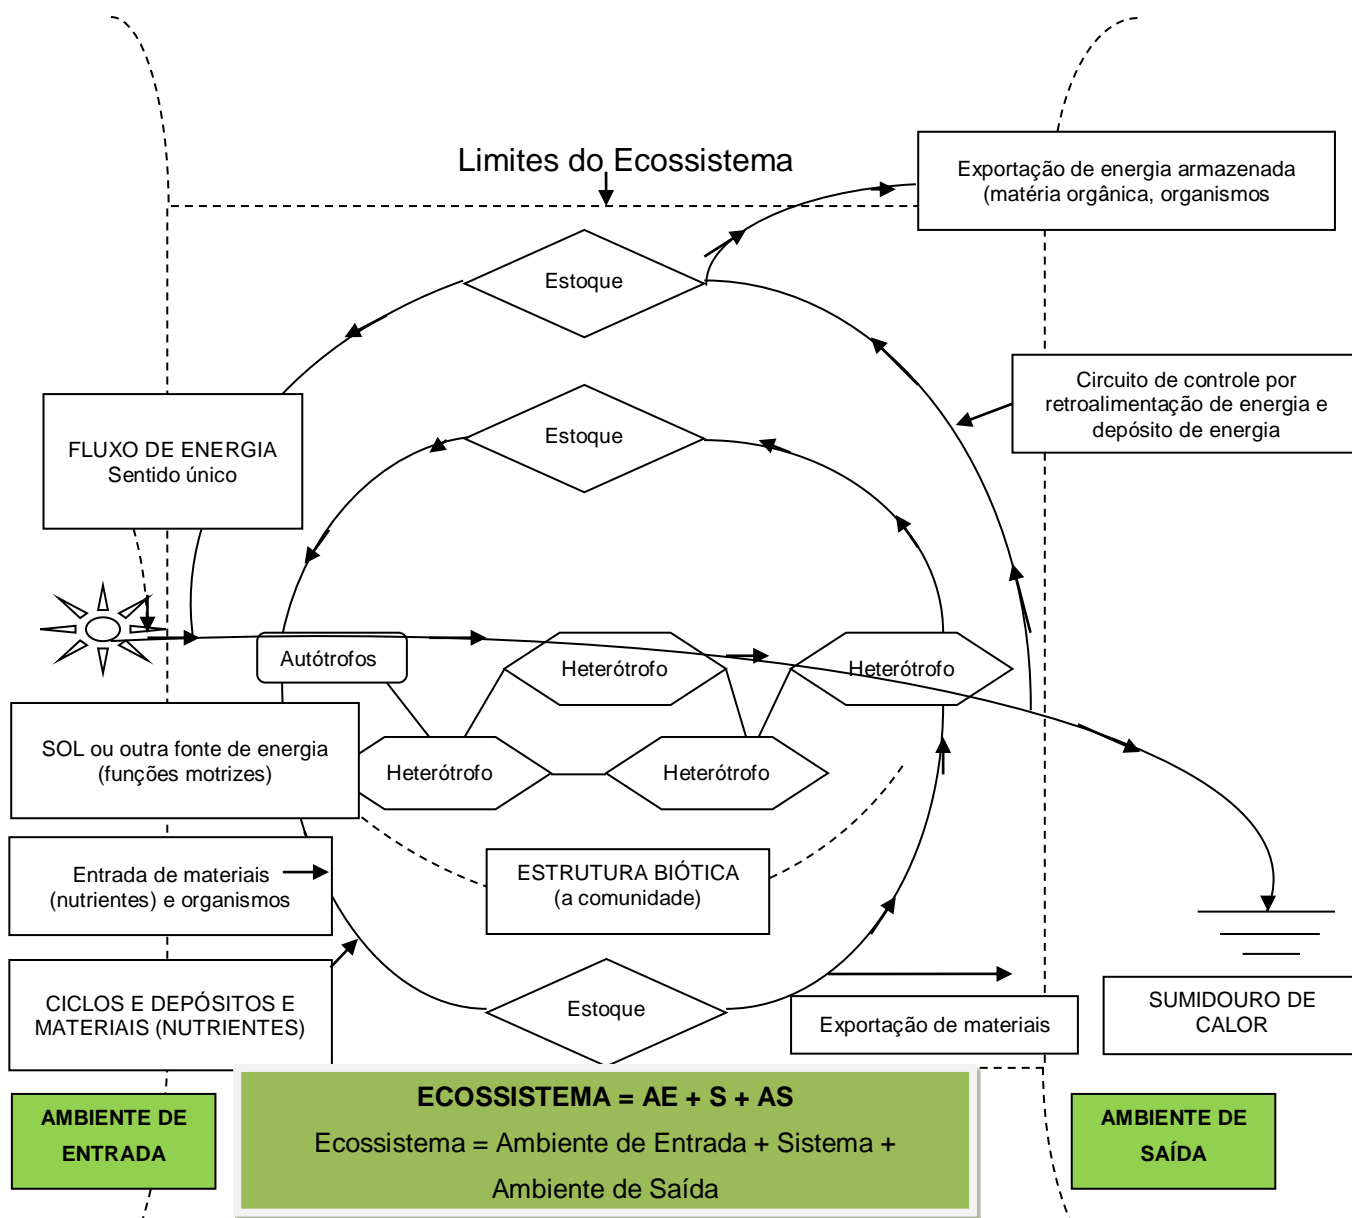 Limites do Ecossistema
Exportação de energia armazenada
(matéria orgânica, organismos
Estoque
Circuito de controle por
retroalimentação de energia e
depósito de energia
FLUXO DE ENERGIA
Sentido único
Estoque
Autótrofos
Heterótrofo
Heterótrofo
SOL ou outra fonte de energia
(funções motrizes)
Heterótrofo
Heterótrofo
Entrada de materiais
(nutrientes) e organismos
ESTRUTURA BIÓTICA
(a comunidade)
CICLOS E DEPÓSITOS E
MATERIAIS (NUTRIENTES)
Estoque
Exportação de materiais
SUMIDOURO DE
CALOR
AMBIENTE DE
ENTRADA
ECOSSISTEMA = AE + S + AS
Ecossistema = Ambiente de Entrada + Sistema +
Ambiente de Saída
AMBIENTE DE
SAÍDA